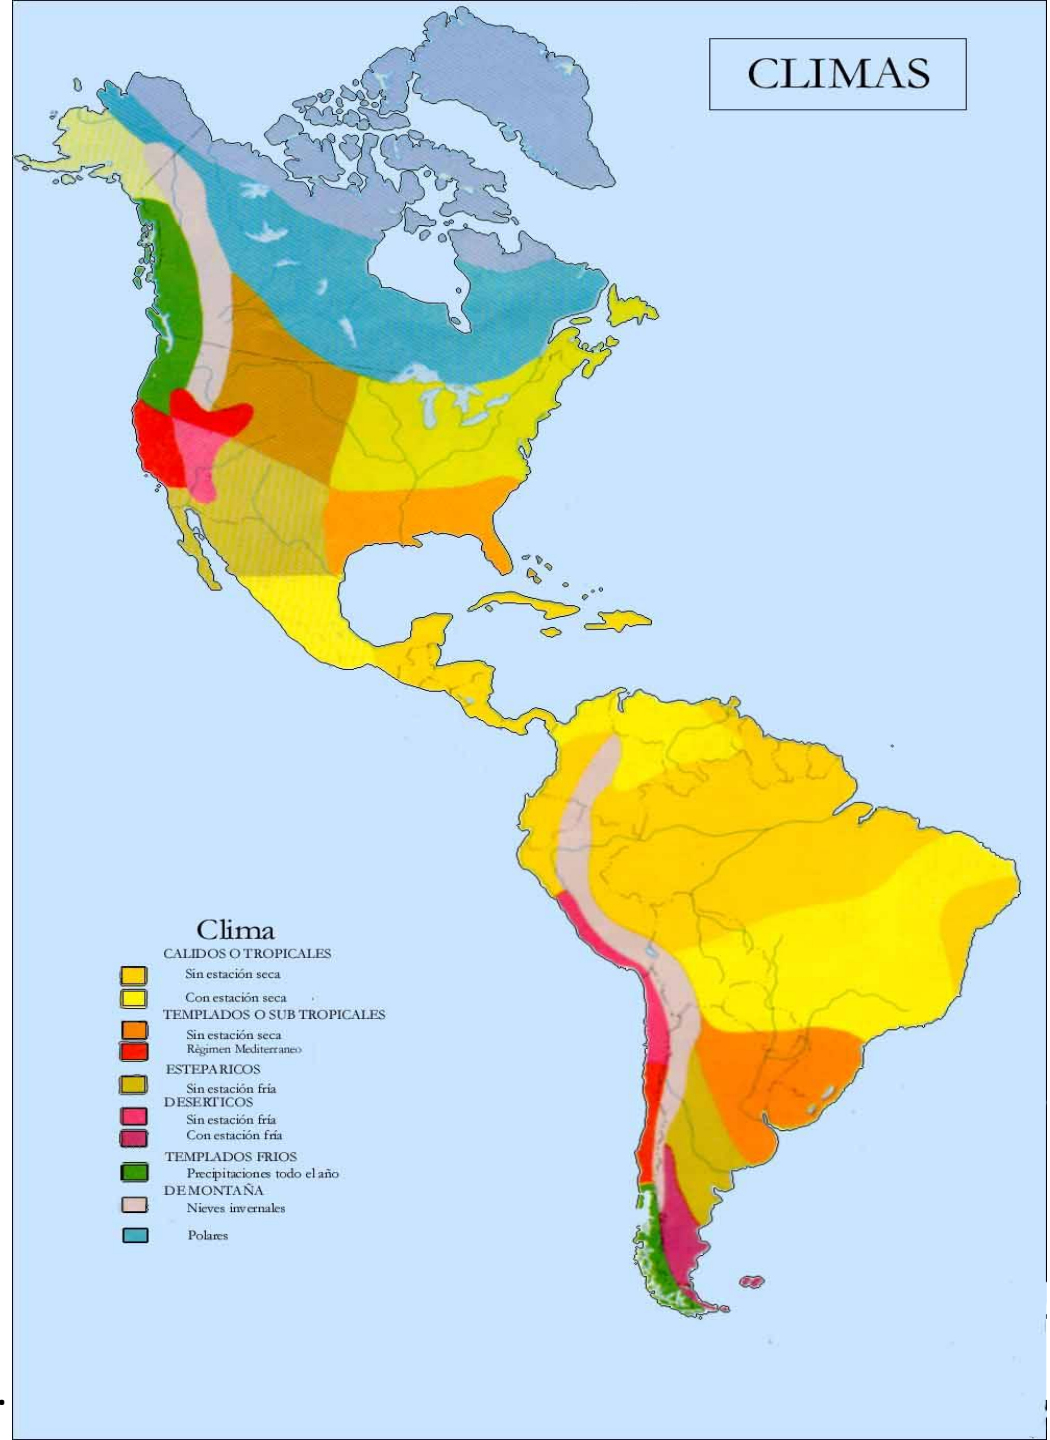 CLIMAS
Clima
CALIDOS O TROPICALES
Sin estación seca
Con estación seca
TEMPLADOS O SUB TROPICALES
Sin estación seca
Règimen Mediterraneo
ESTEPARICOS
Sin estación fría
DESERTICOS
Sin estación fría
Con estación fría
TEMPLADOS FRIOS
Precipitaciones todo el año
DE MONTAÑA
Nieves invernales
Polares